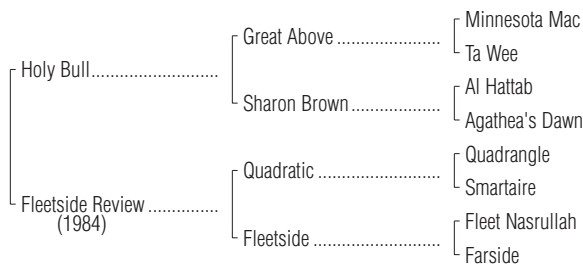 Minnesota Mac
Great Above
Ta Wee
Holy Bull
Al Hattab
Sharon Brown
Agathea's Dawn
Quadrangle
Quadratic
Smartaire
Fleetside Review
(1984)
Fleet Nasrullah
Fleetside
Farside